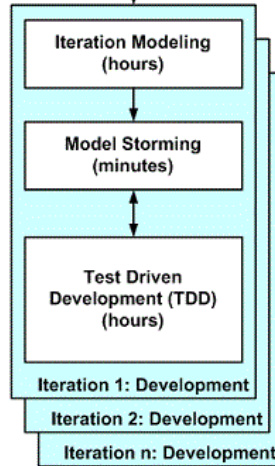 Iteration Modeling
(hours)
Model Storming
(minutes)
Test Driven
Development (TDD)
(hours)
Iteration 1: Development
Iteration 2: Development
Iteration n: Development